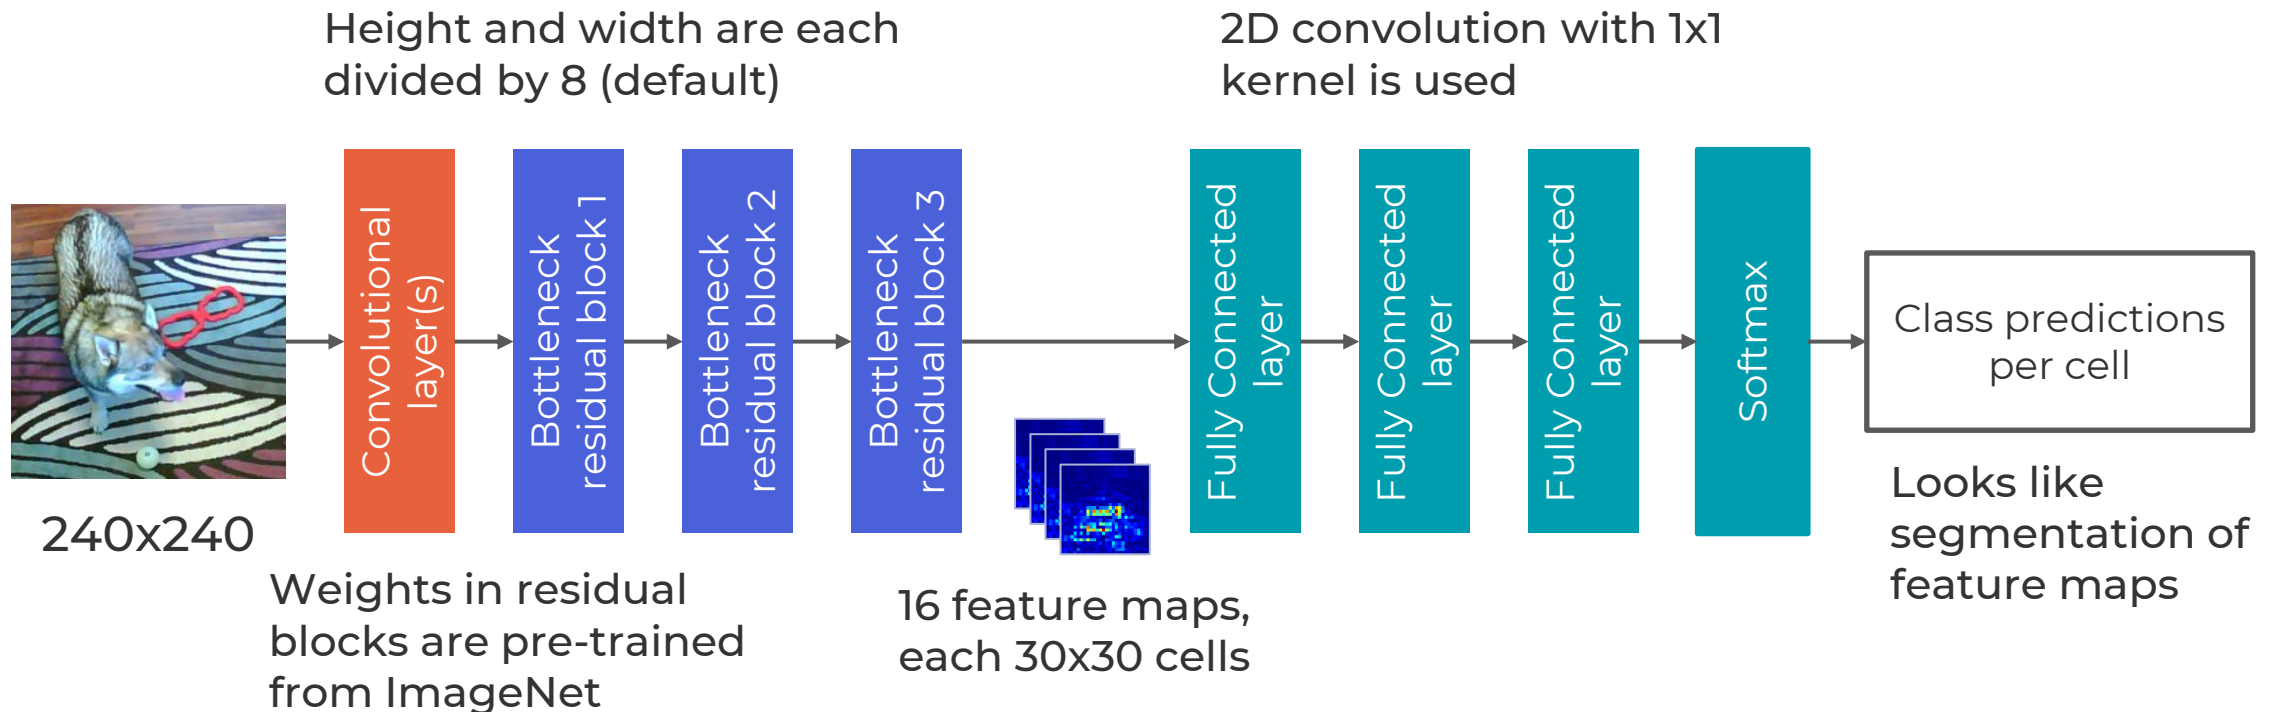 Height and width are each
divided by 8 (default)
2D convolution with 1x1
kernel is used
240x240
Convolutional
layer(s)
Bottleneck
residual block 1
Bottleneck
residual block 2
Bottleneck
residual block 3
Fully Connected
layer
Fully Connected
layer
Fully Connected
layer
Softmax
Class predictions
per cell
Weights in residual
blocks are pre-trained
from ImageNet
16 feature maps,
each 30x30 cells
Looks like
segmentation of
feature maps